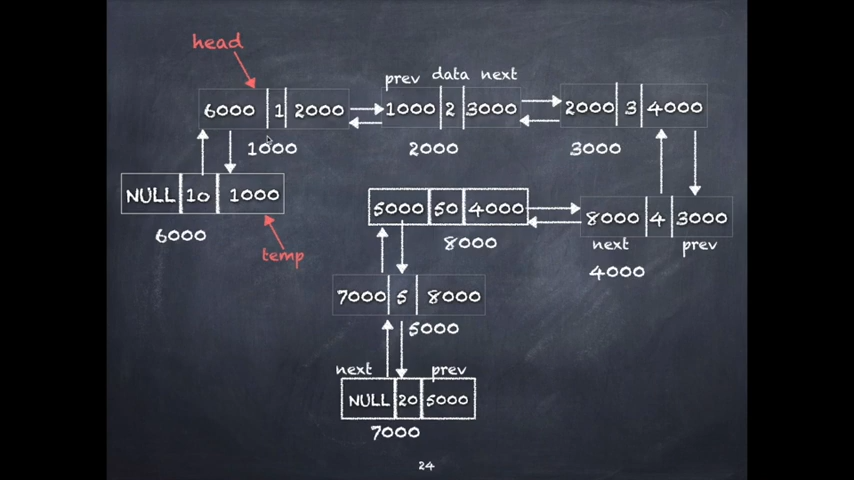 head
prev data next
6000 1 2000
1000 2 3000
2000 3 4000
1000
2000
3000
NULL 10 1000
6000
temp
5000 50 4000
8000
8000 4 3000
next prev
4000
7000 5 8000
5000
next prev
NULL 20 5000
7000
24